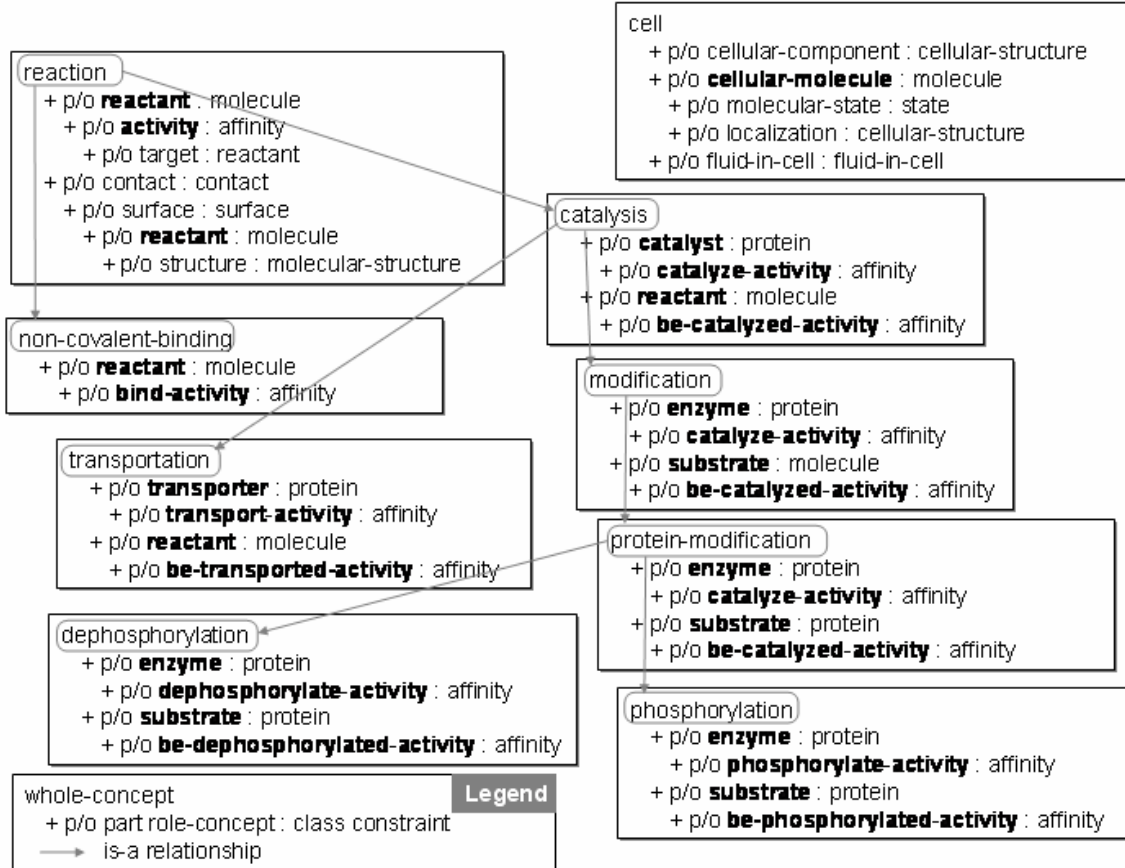 reaction
+ p/o reactant : molecule
+ p/o activity : affinity
+ p/o target : reactant
+ p/o contact : contact
+ p/o surface : surface
+ p/o reactant : molecule
+ p/o structure : molecular-structure
cell
+ p/o cellular-component : cellular-structure
+ p/o cellular-molecule : molecule
+ p/o molecular-state : state
+ p/o localization : cellular-structure
+ p/o fluid-in-cell : fluid-in-cell
catalysis
+ p/o catalyst : protein
+ p/o catalyze-activity : affinity
+ p/o reactant : molecule
+ p/o be-catalyzed-activity : affinity
non-covalent-binding
+ p/o reactant : molecule
+ p/o bind-activity : affinity
modification
+ p/o enzyme : protein
+ p/o catalyze-activity : affinity
+ p/o substrate : molecule
+ p/o be-catalyzed-activity : affinity
transportation
+ p/o transporter : protein
+ p/o transport-activity : affinity
+ p/o reactant : molecule
+ p/o be-transported-activity : affinity
protein-modification
+ p/o enzyme : protein
+ p/o catalyze-activity : affinity
+ p/o substrate : protein
+ p/o be-catalyzed-activity : affinity
dephosphorylation
+ p/o enzyme : protein
+ p/o dephosphorylate-activity : affinity
+ p/o substrate : protein
+ p/o be-dephosphorylated-activity : affinity
phosphorylation
+ p/o enzyme : protein
+ p/o phosphorylate-activity : affinity
+ p/o substrate : protein
+ p/o be-phosphorylated-activity : affinity
Legend
whole-concept
+ p/o part role-concept : class constraint
is-a relationship